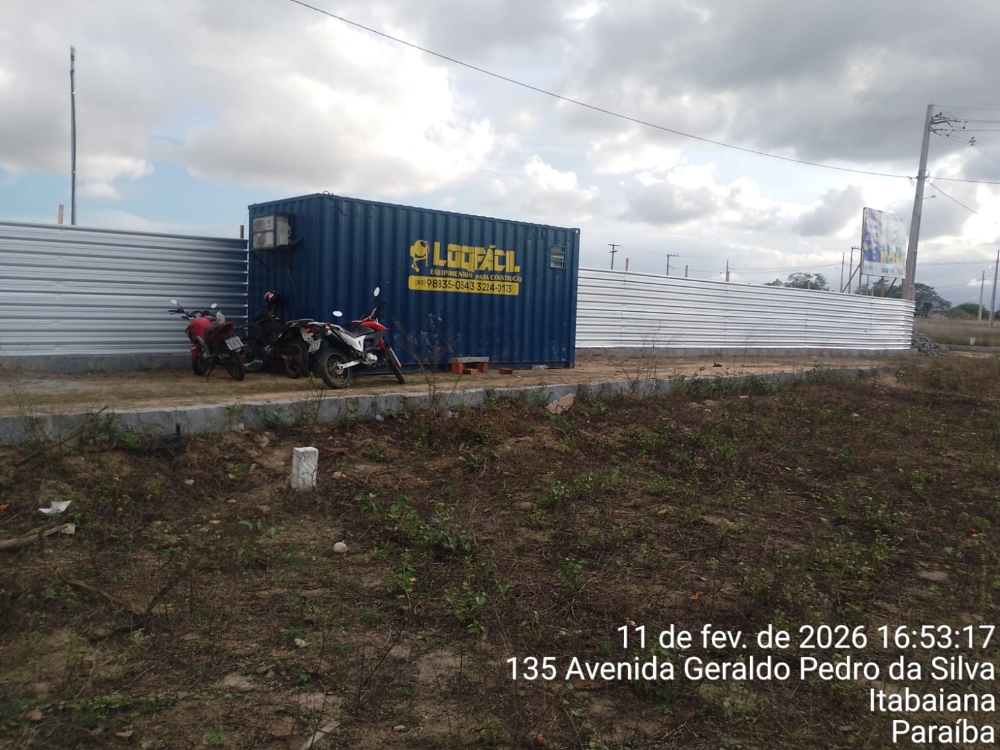 LOQFÁCIL
EQUIPAMENTOS PARA CONSTRUÇÃO
(83) 98835-0543 3224-0173
11 de fev. de 2026 16:53:17
135 Avenida Geraldo Pedro da Silva
Itabaiana
Paraíba